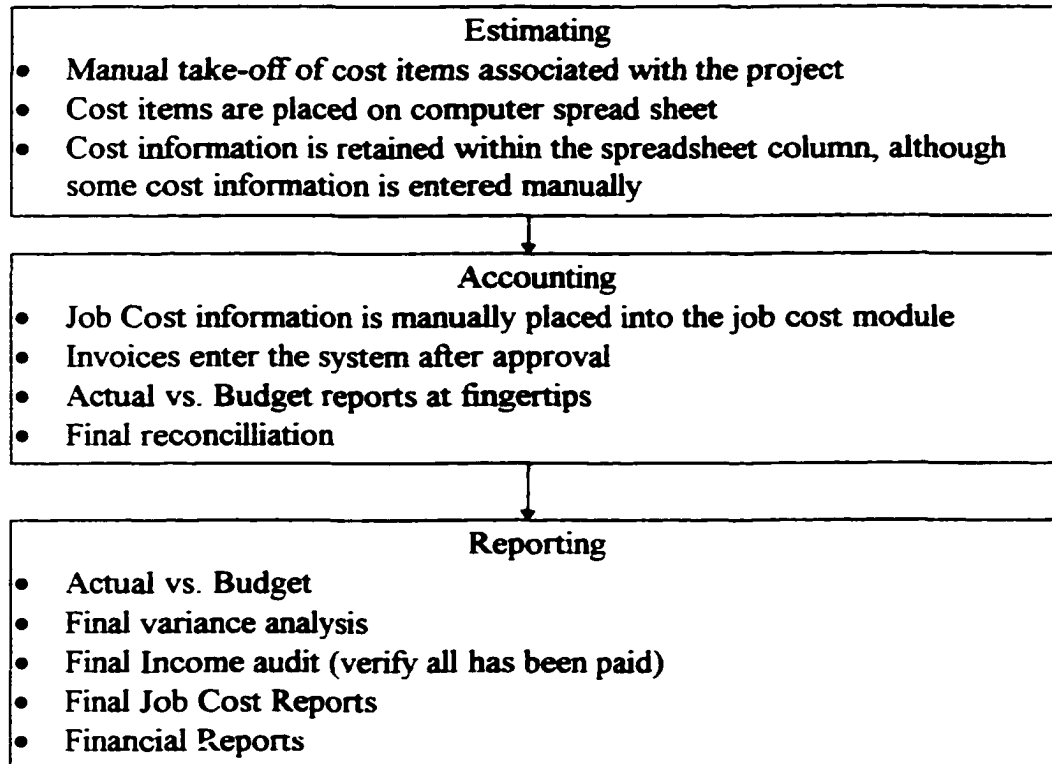 Estimating
• Manual take-off of cost items associated with the project
• Cost items are placed on computer spread sheet
• Cost information is retained within the spreadsheet column, although
some cost information is entered manually
Accounting
• Job Cost information is manually placed into the job cost module
• Invoices enter the system after approval
• Actual vs. Budget reports at fingertips
• Final reconcilliation
Reporting
• Actual vs. Budget
• Final variance analysis
• Final Income audit (verify all has been paid)
• Final Job Cost Reports
• Financial Reports